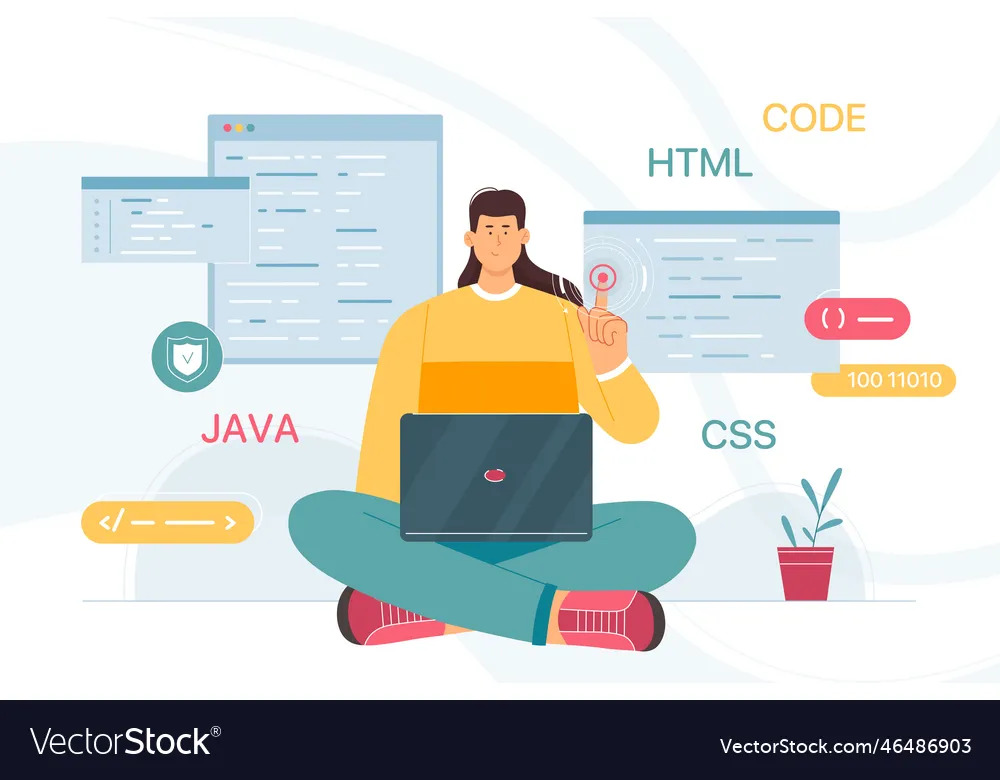 CODE
HTML
( ) —
100 11010
JAVA
CSS
</ — — >
VectorStock®
VectorStock.com/46486903